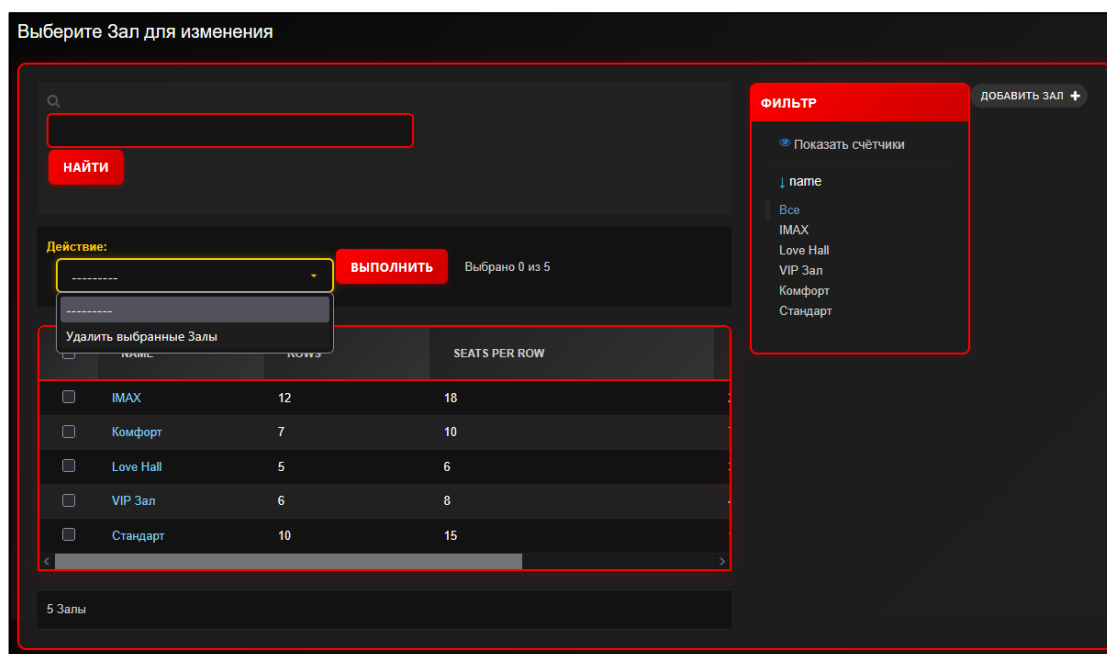 Выберите Зал для изменения
НАЙТИ
Действие:
---------
ВЫПОЛНИТЬ
Выбрано 0 из 5
---------
Удалить выбранные Залы
NAME ROWS SEATS PER ROW
IMAX 12 18
Комфорт 7 10
Love Hall 5 6
VIP Зал 6 8
Стандарт 10 15
5 Залы
ФИЛЬТР
Показать счётчики
↓ name
Все
IMAX
Love Hall
VIP Зал
Комфорт
Стандарт
ДОБАВИТЬ ЗАЛ +